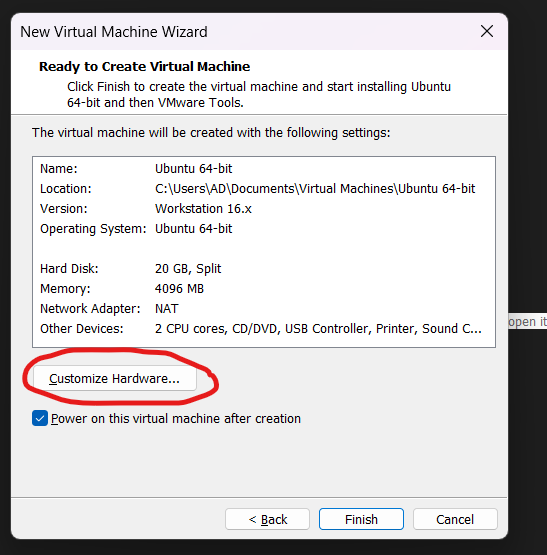 New Virtual Machine Wizard
Ready to Create Virtual Machine
Click Finish to create the virtual machine and start installing Ubuntu
64-bit and then VMware Tools.
The virtual machine will be created with the following settings:
Name: Ubuntu 64-bit
Location: C:\Users\AD\Documents\Virtual Machines\Ubuntu 64-bit
Version: Workstation 16.x
Operating System: Ubuntu 64-bit
Hard Disk: 20 GB, Split
Memory: 4096 MB
Network Adapter: NAT
Other Devices: 2 CPU cores, CD/DVD, USB Controller, Printer, Sound C...
open it
Customize Hardware...
Power on this virtual machine after creation
< Back Finish Cancel